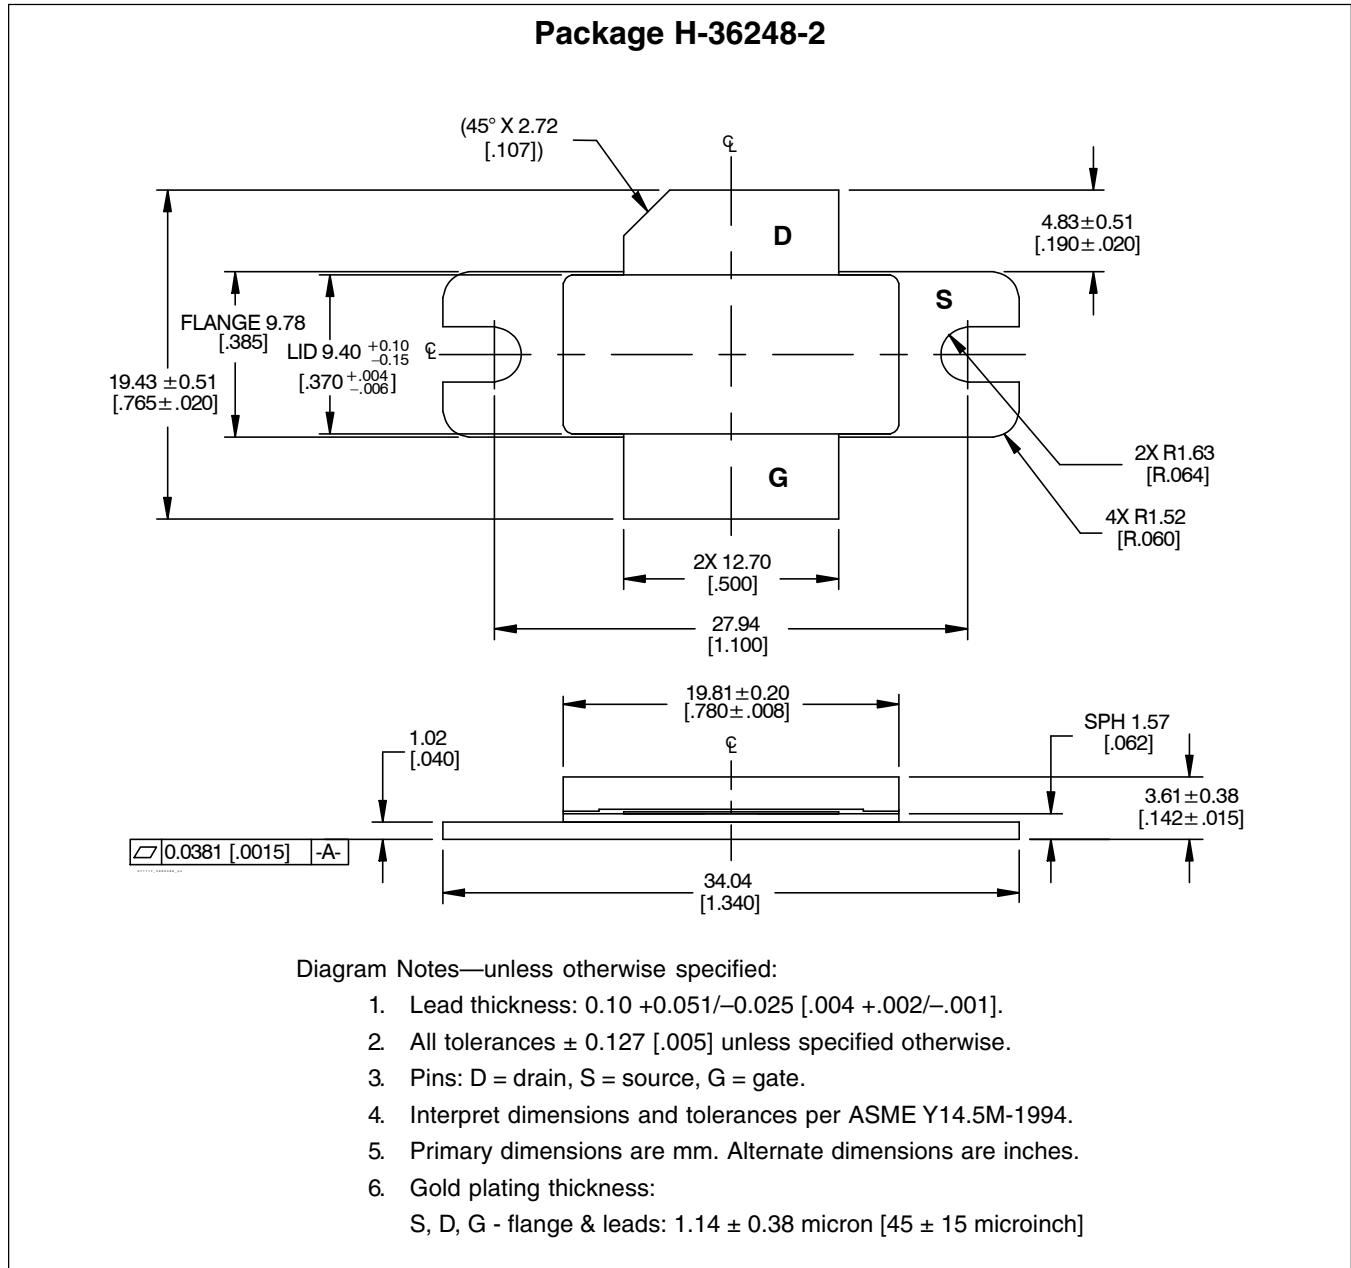 Package H-36248-2
(45° X 2.72
[.107])
℄
D
4.83±0.51
[.190±.020]
S
FLANGE 9.78
[.385]
LID 9.40 +0.10
–0.15
℄
[.370 +.004
–.006]
19.43 ±0.51
[.765±.020]
2X R1.63
[R.064]
G
4X R1.52
[R.060]
2X 12.70
[.500]
27.94
[1.100]
19.81±0.20
[.780±.008]
SPH 1.57
[.062]
1.02
[.040]
℄
3.61±0.38
[.142±.015]
⏥ 0.0381 [.0015] -A-
34.04
[1.340]
Diagram Notes—unless otherwise specified:
1. Lead thickness: 0.10 +0.051/–0.025 [.004 +.002/–.001].
2. All tolerances ± 0.127 [.005] unless specified otherwise.
3. Pins: D = drain, S = source, G = gate.
4. Interpret dimensions and tolerances per ASME Y14.5M-1994.
5. Primary dimensions are mm. Alternate dimensions are inches.
6. Gold plating thickness:
S, D, G - flange & leads: 1.14 ± 0.38 micron [45 ± 15 microinch]